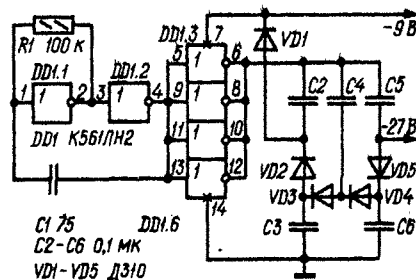 R1 100 к
DD1.3
7
-9 В
DD1.1
DD1.2
5
1
6
VD1
1
1
2
3
1
4
9
1
8
C2
C4
C5
DD1 К561ЛН2
11
1
10
-27 В
VD2
VD5
13
1
12
VD3
VD4
14
C3
C6
C1 75
DD1.6
C2-C6 0,1 мк
VD1-VD5 Д310